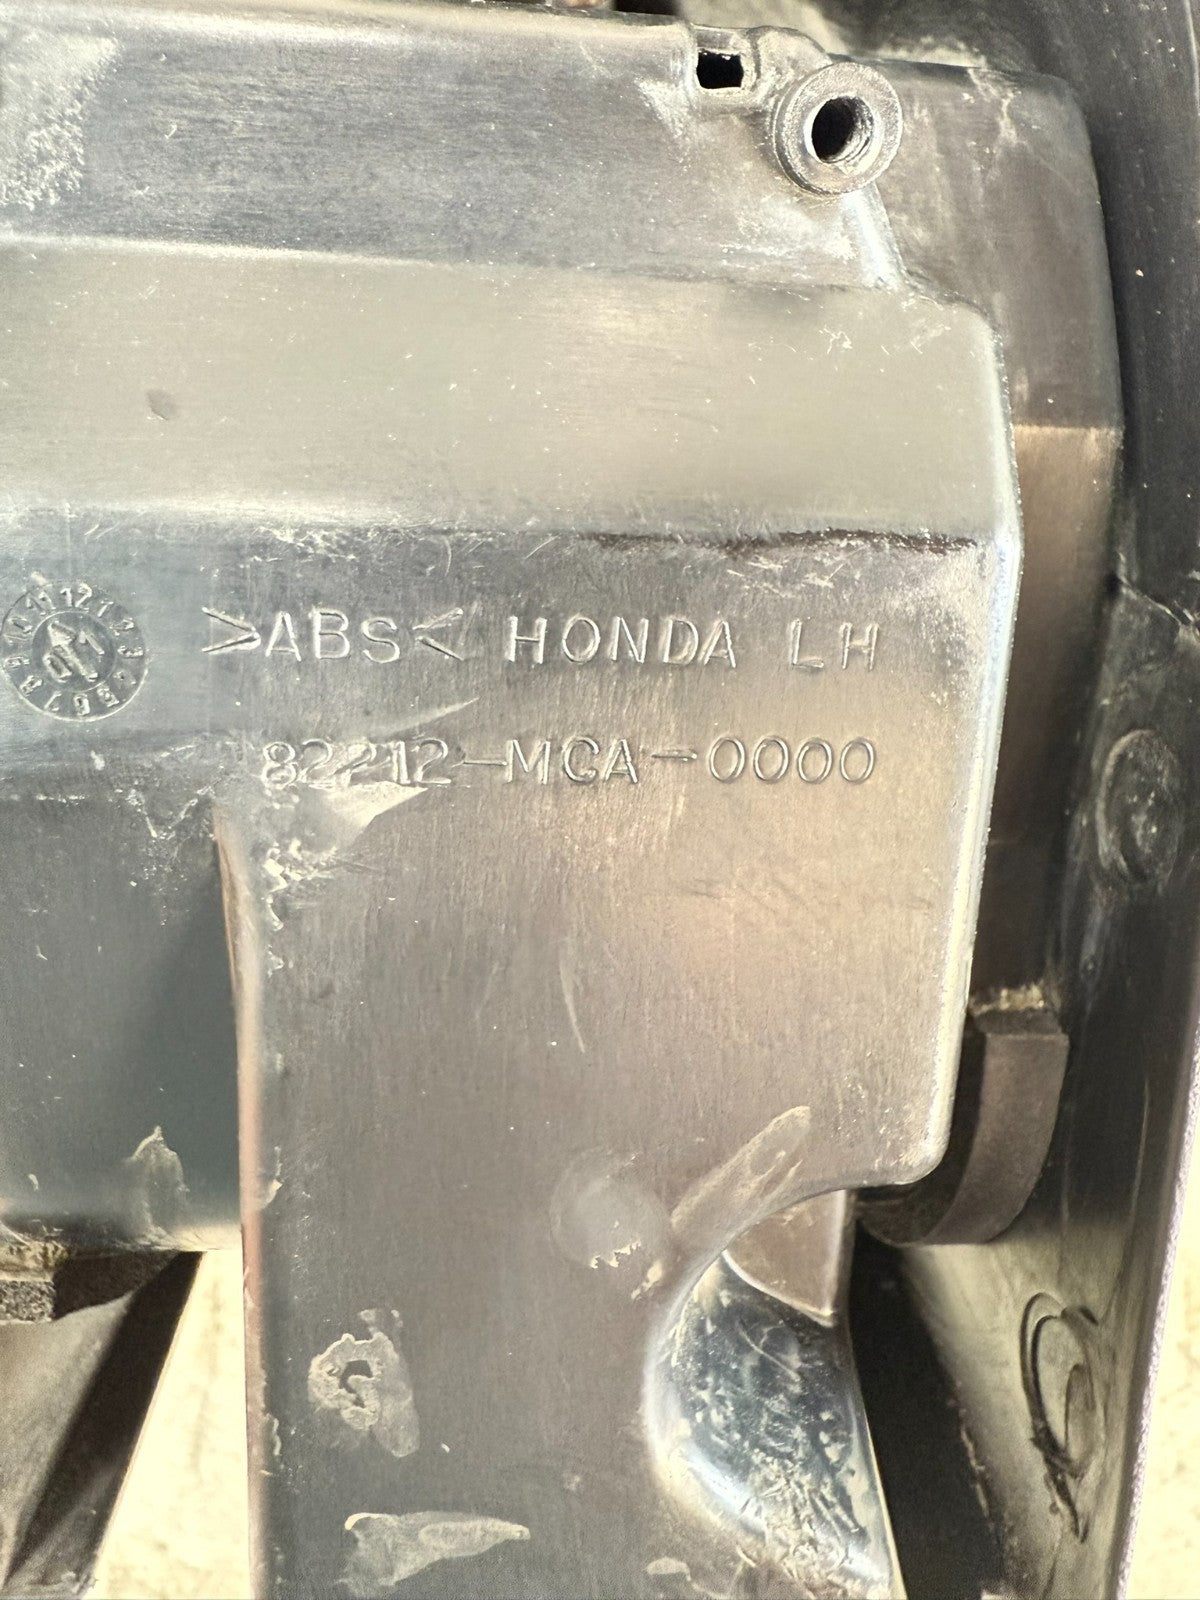 >ABS< HONDA LH
82212-MCA-0000